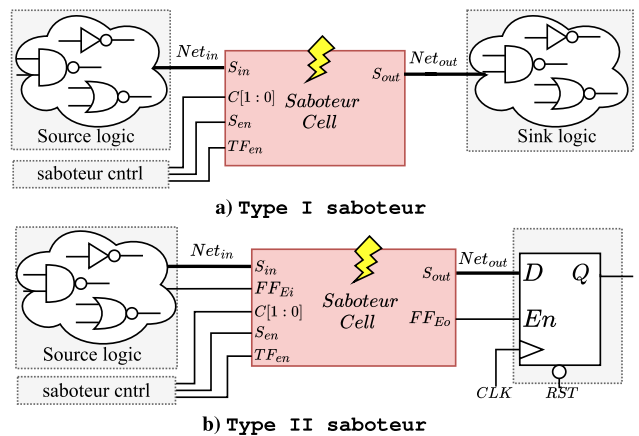 Net_in
Net_out
Source logic
S_in
C[1 : 0]
S_en
TF_en
Saboteur
Cell
S_out
Sink logic
saboteur cntrl
a) Type I saboteur
Net_in
Net_out
Source logic
S_in
FF_Ei
C[1 : 0]
S_en
TF_en
Saboteur
Cell
S_out
FF_Eo
D Q
En
CLK RST
saboteur cntrl
b) Type II saboteur